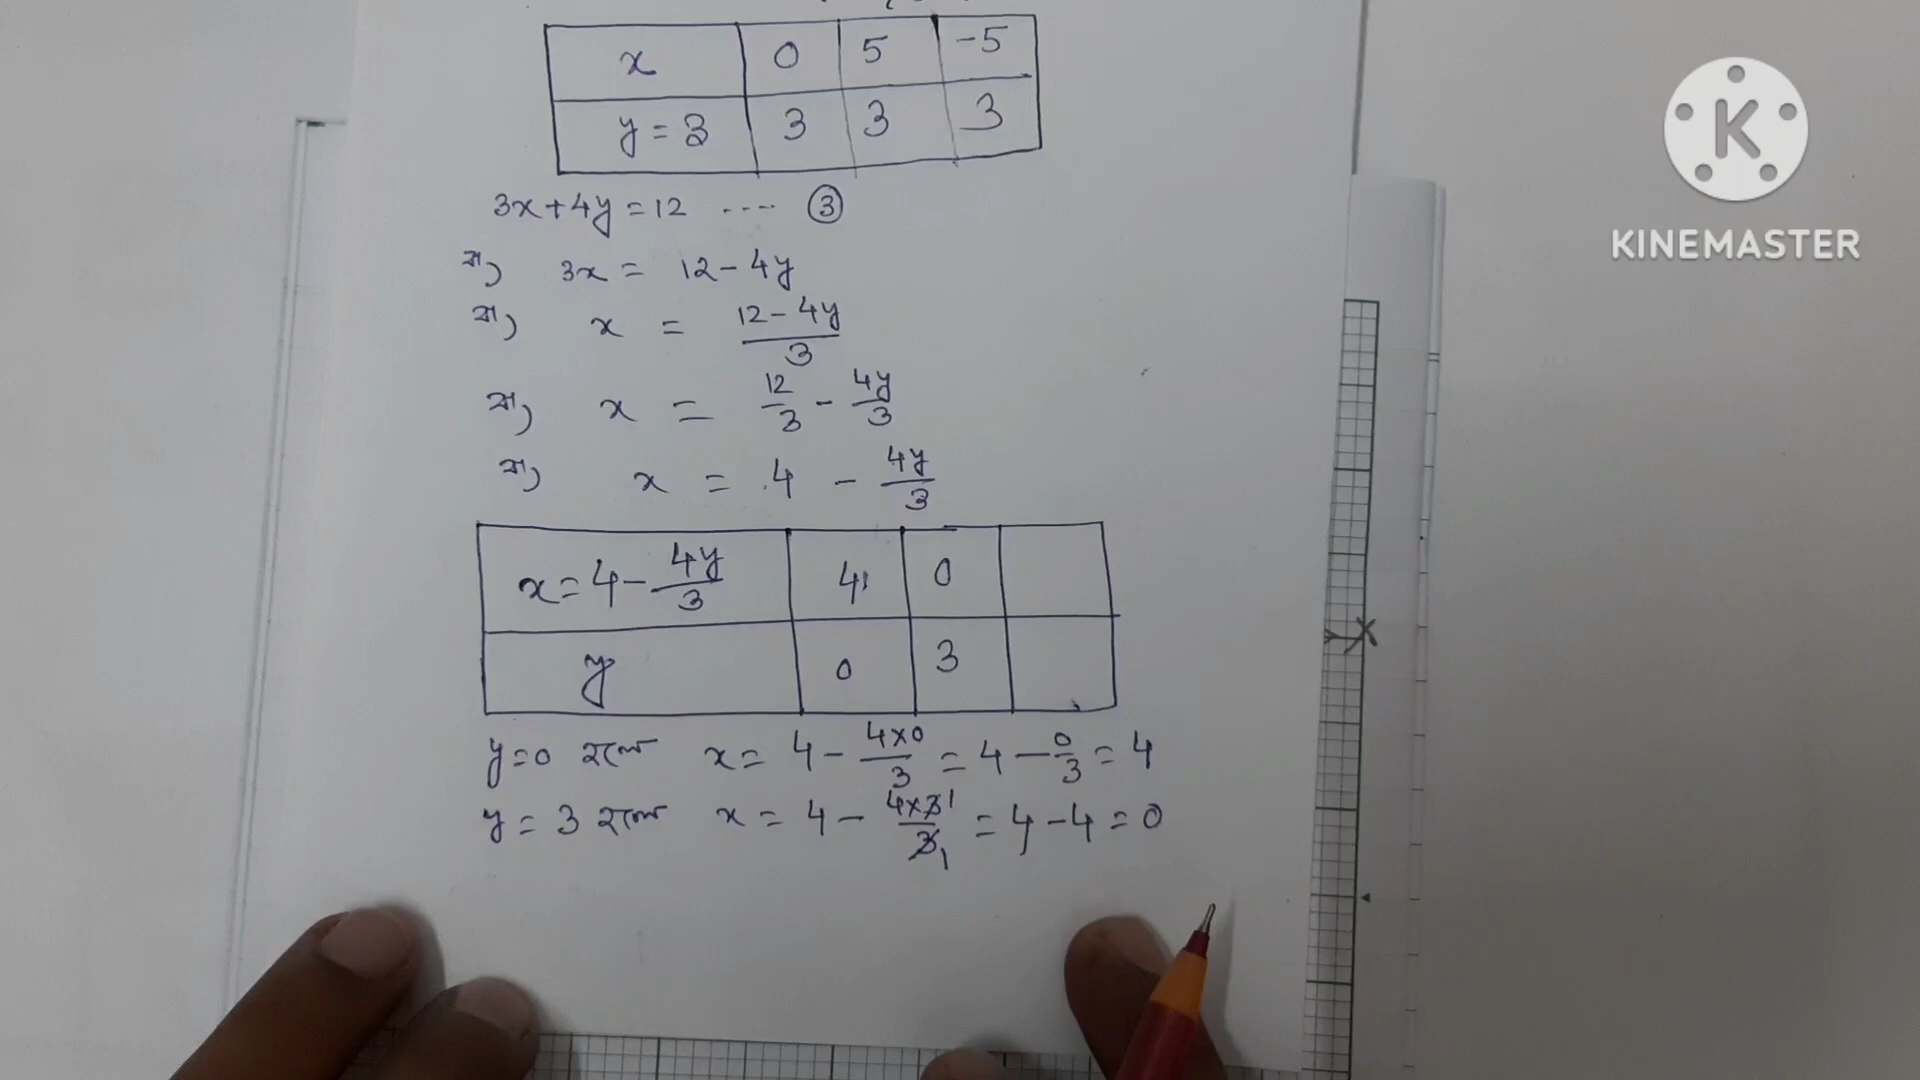 x 0 5 -5
y = 3 3 3 3
3x+4y=12 ---- ③
বা, 3x = 12-4y
বা, x = (12-4y)/3
বা, x = 12/3 - 4y/3
বা, x = 4 - 4y/3
x=4-4y/3 4 0
y 0 3
y=0 হলে x = 4 - (4×0)/3 = 4 - 0/3 = 4
y = 3 হলে x = 4 - (4×3 1)/(3 1) = 4-4 = 0
K
KINEMASTER